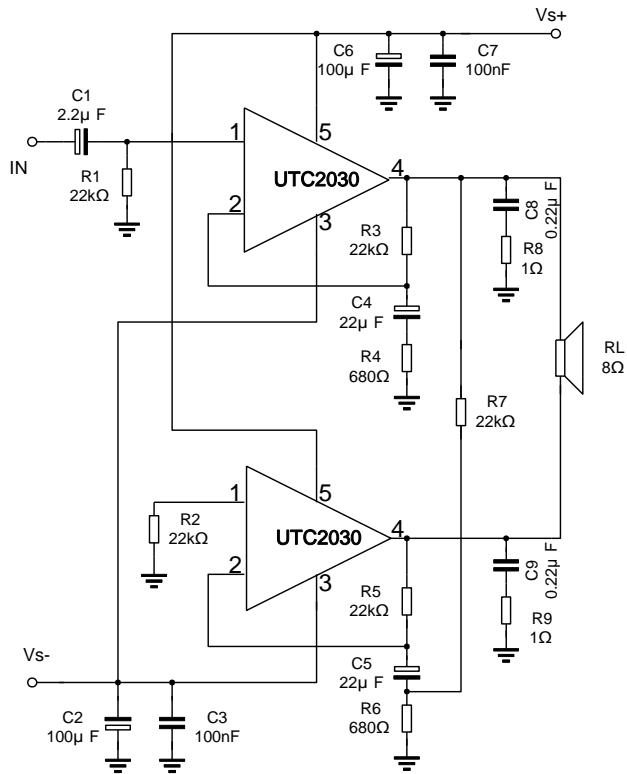 Vs+
C6
100µ F
C7
100nF
C1
2.2µ F
IN
R1
22kΩ
1
2
5
3
4
UTC2030
R3
22kΩ
C4
22µ F
R4
680Ω
C8
0.22µ F
R8
1Ω
RL
8Ω
R7
22kΩ
R2
22kΩ
1
2
5
3
4
UTC2030
R5
22kΩ
C5
22µ F
R6
680Ω
C9
0.22µ F
R9
1Ω
Vs-
C2
100µ F
C3
100nF